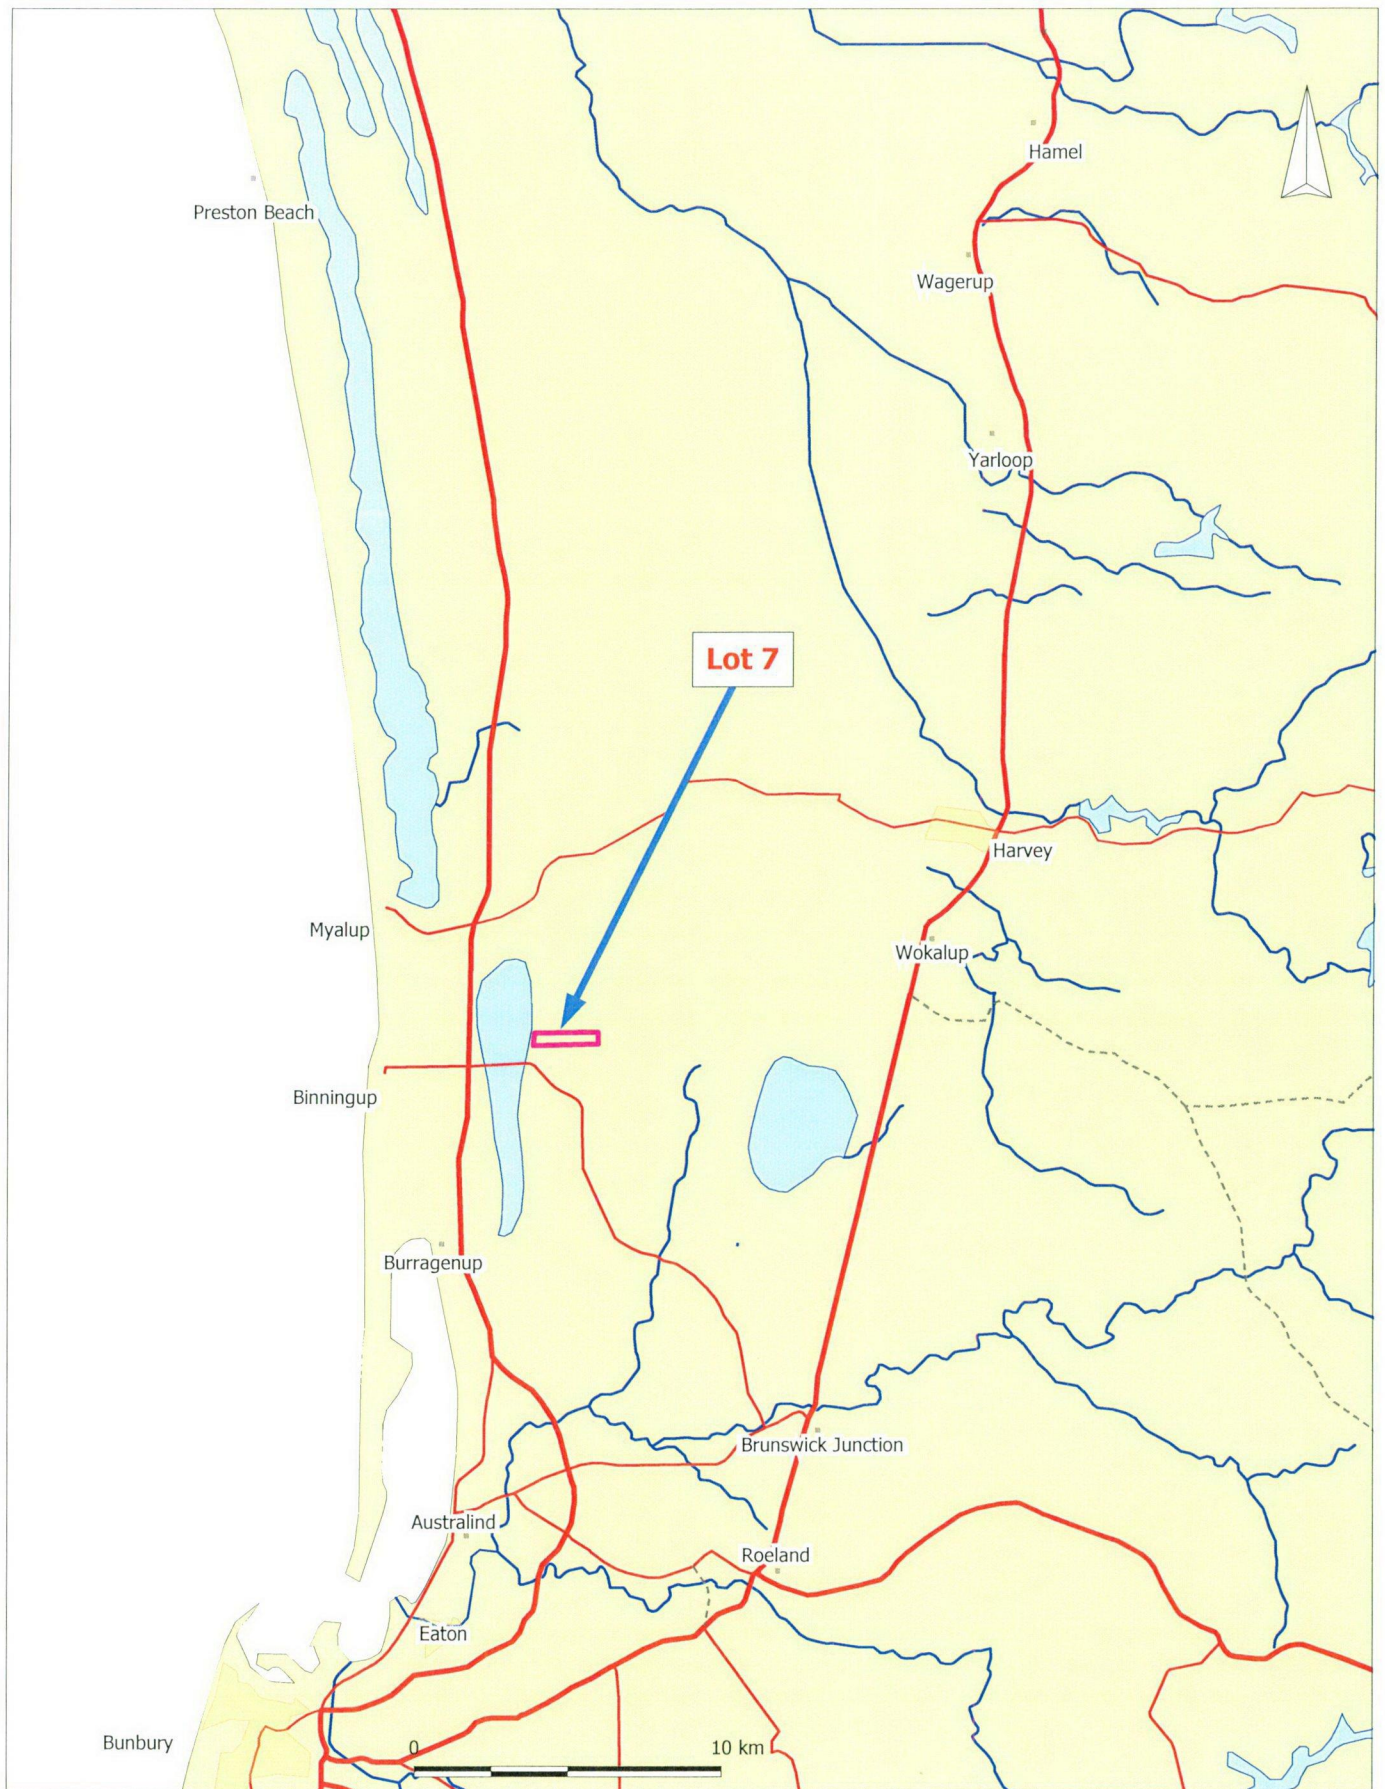 Hamel
Preston Beach
Wagerup
Yarloop
Lot 7
Harvey
Myalup
Wokalup
Binningup
Burragenup
Brunswick Junction
Australind
Roeland
Eaton
Bunbury
0 10 km